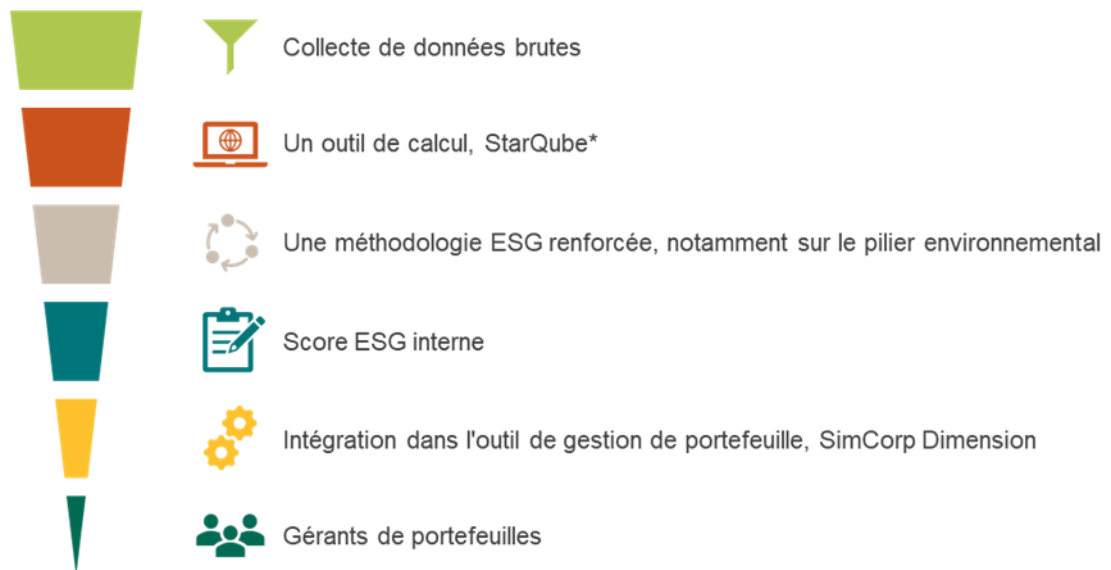 Collecte de données brutes
Un outil de calcul, StarQube*
Une méthodologie ESG renforcée, notamment sur le pilier environnemental
Score ESG interne
Intégration dans l'outil de gestion de portefeuille, SimCorp Dimension
Gérants de portefeuilles